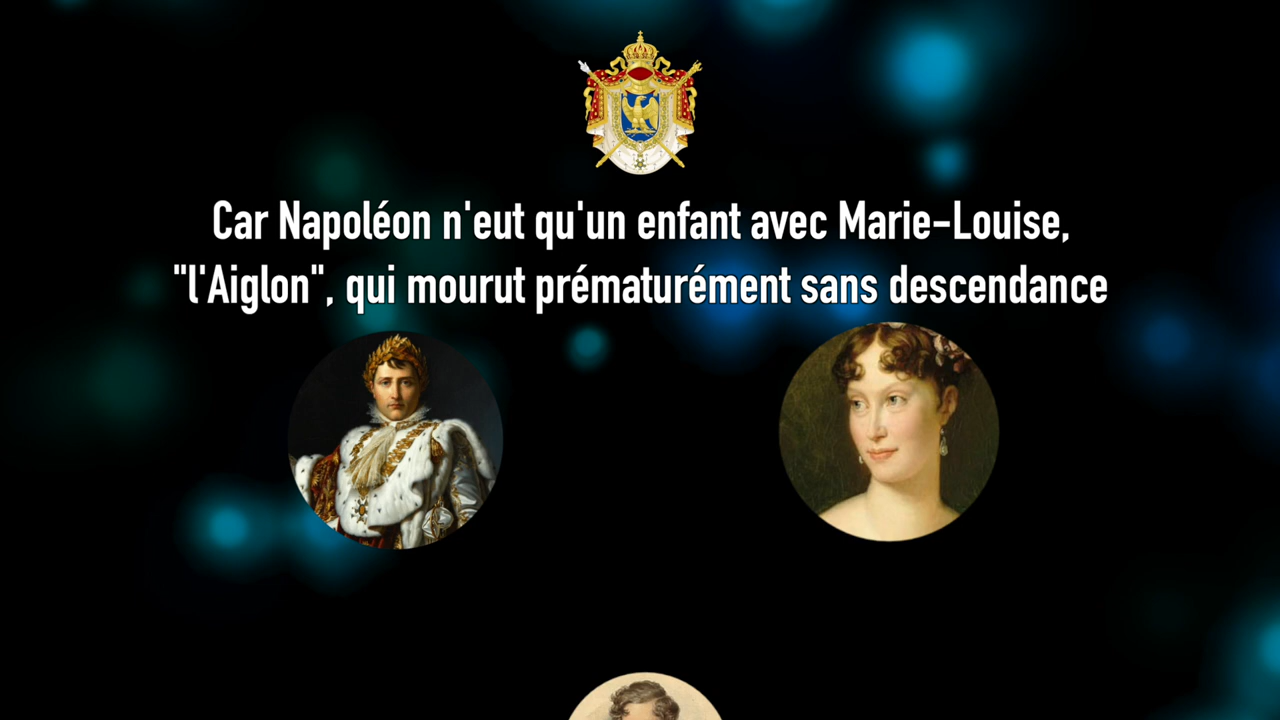 Car Napoléon n'eut qu'un enfant avec Marie-Louise,
"l'Aiglon", qui mourut prématurément sans descendance